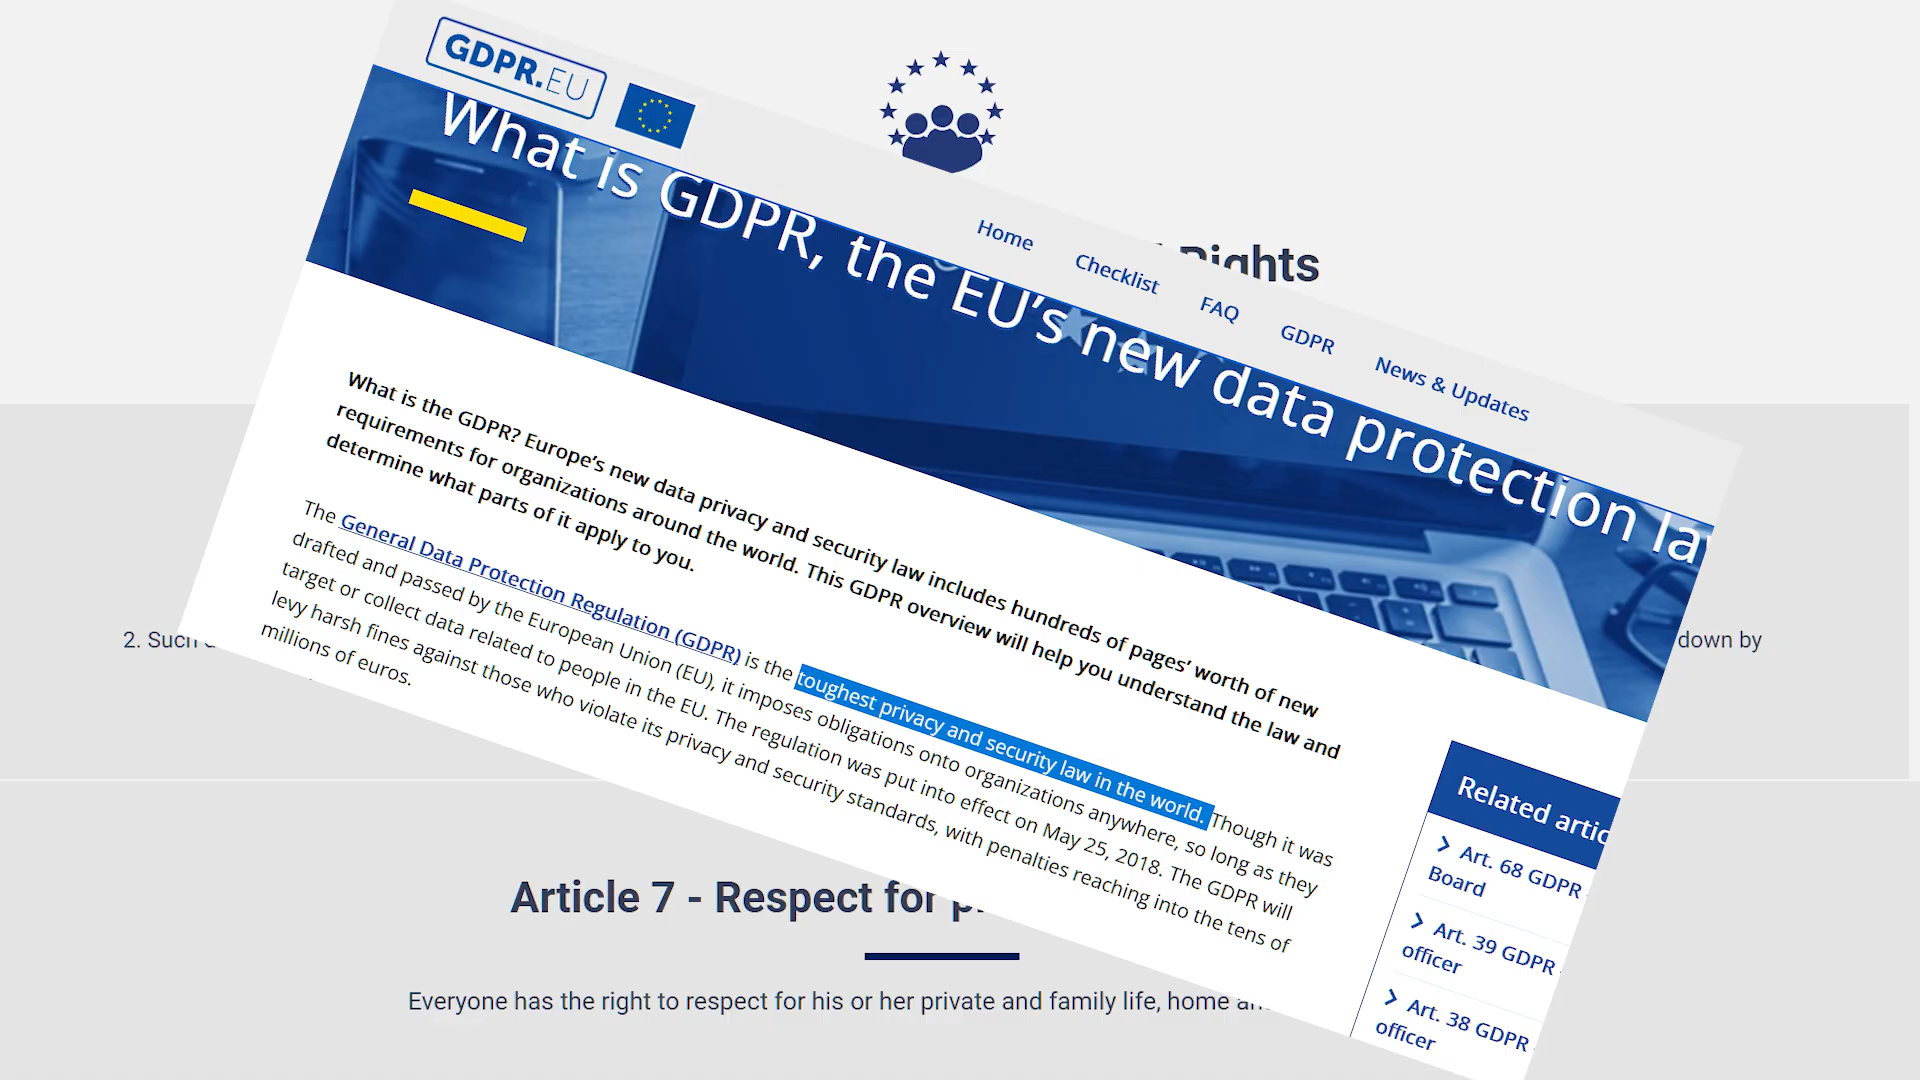 GDPR.EU
Home
Checklist
FAQ
GDPR
News & Updates
What is GDPR, the EU’s new data protection
What is the GDPR? Europe’s new data privacy and security law includes hundreds of pages’ worth of new
requirements for organizations around the world. This GDPR overview will help you understand the law and
determine what parts of it apply to you.
The General Data Protection Regulation (GDPR) is the toughest privacy and security law in the world. Though it was
drafted and passed by the European Union (EU), it imposes obligations onto organizations anywhere, so long as they
target or collect data related to people in the EU. The regulation was put into effect on May 25, 2018. The GDPR will
levy harsh fines against those who violate its privacy and security standards, with penalties reaching into the tens of
millions of euros.
Related
Art. 68 GDPR
Board
Art. 39 GDPR
officer
Art. 38 GDPR
officer
Rights
2. Such
down by
Article 7 - Respect for
Everyone has the right to respect for his or her private and family life, home